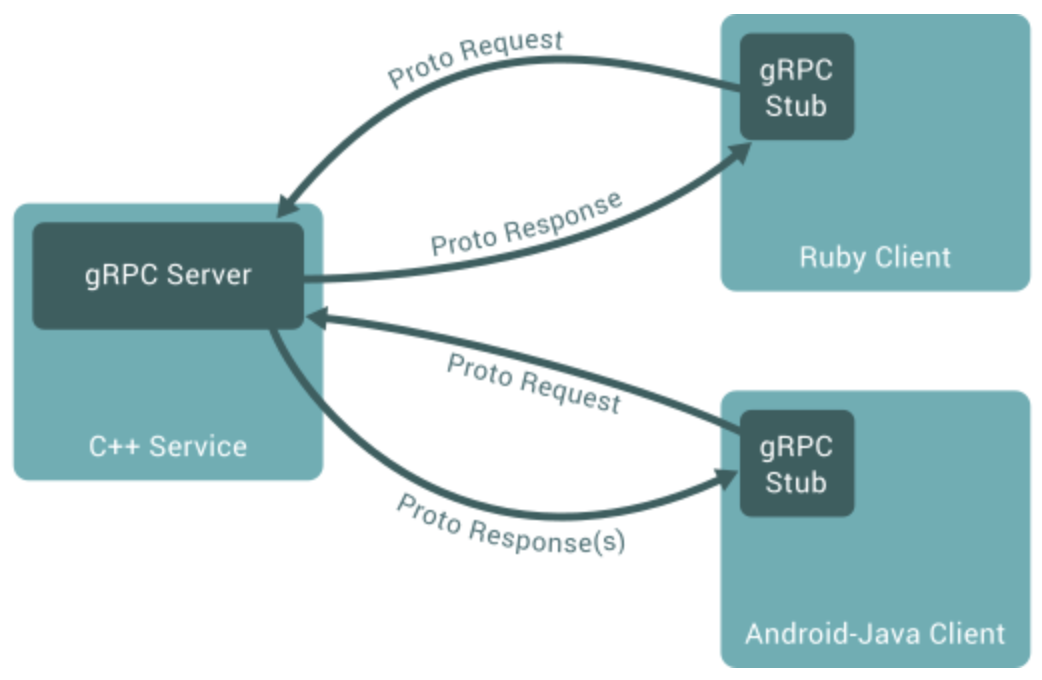 Proto Request
gRPC
Stub
Proto Response
Ruby Client
gRPC Server
C++ Service
Proto Request
gRPC
Stub
Proto Response(s)
Android-Java Client